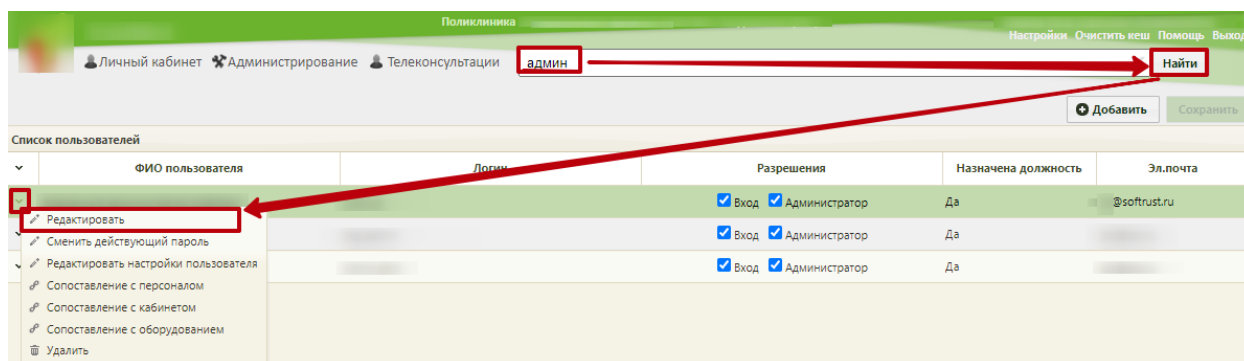 Поликлиника
Настройки Очистить кеш Помощь Выход
Личный кабинет Администрирование Телеконсультации админ Найти
Добавить Сохранить
Список пользователей
ФИО пользователя Логин Разрешения Назначена должность Эл.почта
Вход Администратор Да @softrust.ru
Редактировать
Сменить действующий пароль Вход Администратор Да
Редактировать настройки пользователя Вход Администратор Да
Сопоставление с персоналом
Сопоставление с кабинетом
Сопоставление с оборудованием
Удалить